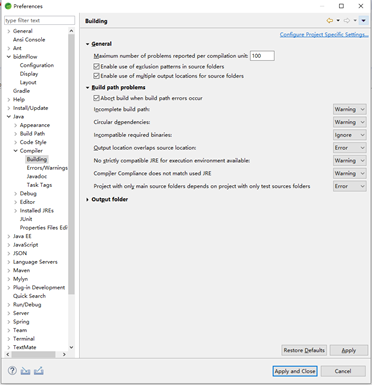 Preferences
type filter text
General
Ansi Console
Ant
bidmFlow
Configuration
Display
Layout
Gradle
Help
Install/Update
Java
Appearance
Build Path
Code Style
Compiler
Building
Errors/Warnings
Javadoc
Task Tags
Debug
Editor
Installed JREs
JUnit
Properties Files Edi
Java EE
JavaScript
JSON
Language Servers
Maven
Mylyn
Plug-in Development
Quick Search
Run/Debug
Server
Spring
Team
Terminal
TextMate
Building
Configure Project Specific Settings...
General
Maximum number of problems reported per compilation unit: 100
Enable use of exclusion patterns in source folders
Enable use of multiple output locations for source folders
Build path problems
Abort build when build path errors occur
Incomplete build path: Warning
Circular dependencies: Warning
Incompatible required binaries: Ignore
Output location overlaps source location: Error
No strictly compatible JRE for execution environment available: Warning
Compiler Compliance does not match used JRE Warning
Project with only main source folders depends on project with only test sources folders Error
Output folder
Restore Defaults Apply
Apply and Close Cancel